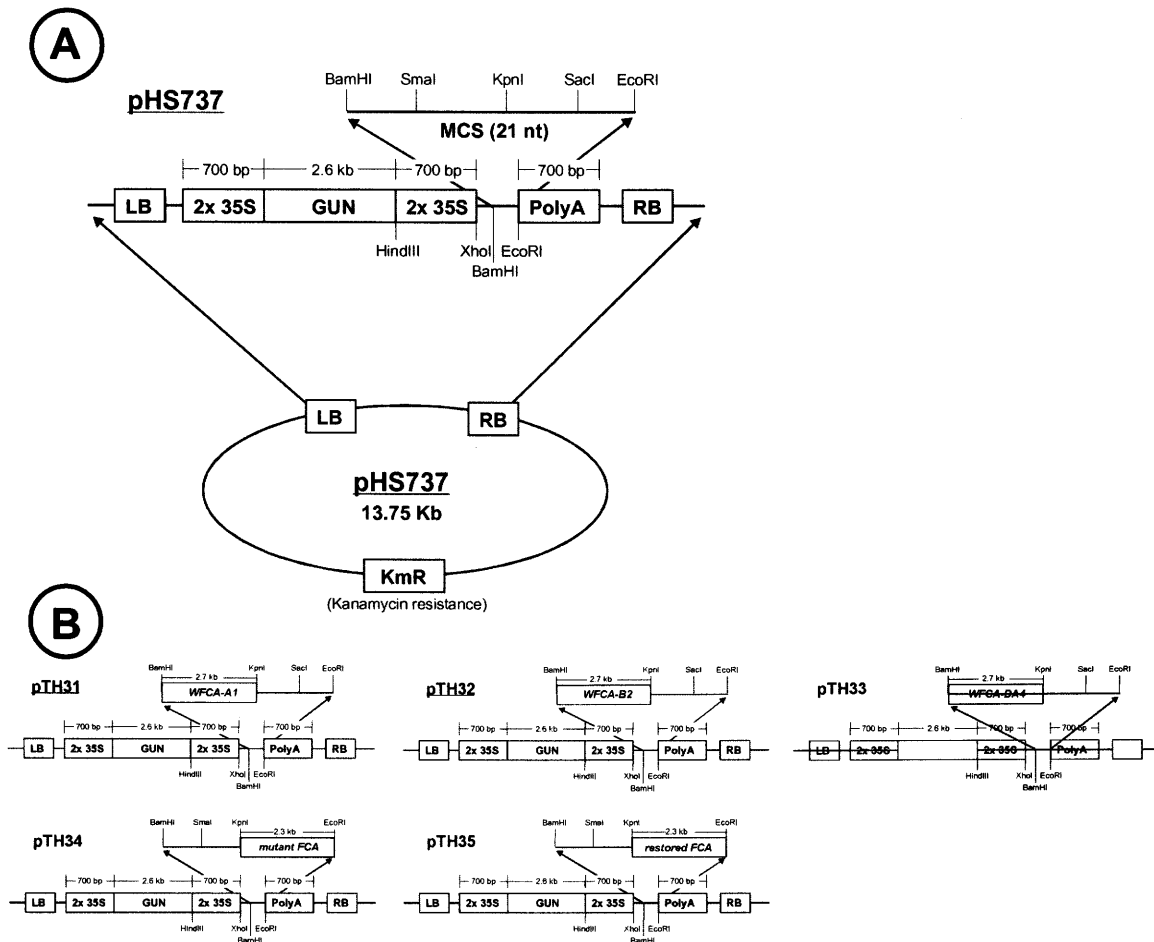 A
pHS737
BamHI SmaI KpnI SacI EcoRI
MCS (21 nt)
700 bp 2.6 kb 700 bp 700 bp
LB 2x 35S GUN 2x 35S PolyA RB
HindIII XhoI EcoRI
BamHI
LB RB
pHS737
13.75 Kb
KmR
(Kanamycin resistance)
B
pTH31
BamHI KpnI SacI EcoRI
2.7 kb
WFCA-A1
700 bp 2.6 kb 700 bp 700 bp
LB 2x 35S GUN 2x 35S PolyA RB
HindIII XhoI EcoRI
BamHI
pTH32
BamHI KpnI SacI EcoRI
2.7 kb
WFCA-B2
700 bp 2.6 kb 700 bp 700 bp
LB 2x 35S GUN 2x 35S PolyA RB
HindIII XhoI EcoRI
BamHI
pTH33
BamHI KpnI SacI EcoRI
2.7 kb
WFCA-DA4
700 bp 2.6 kb 700 bp 700 bp
LB 2x 35S 2x 35S PolyA
HindIII XhoI EcoRI
BamHI
pTH34
BamHI SmaI KpnI EcoRI
2.3 kb
mutant FCA
700 bp 2.6 kb 700 bp 700 bp
LB 2x 35S GUN 2x 35S PolyA RB
HindIII XhoI EcoRI
BamHI
pTH35
BamHI SmaI KpnI EcoRI
2.3 kb
restored FCA
700 bp 2.6 kb 700 bp 700 bp
LB 2x 35S GUN 2x 35S PolyA RB
HindIII XhoI EcoRI
BamHI